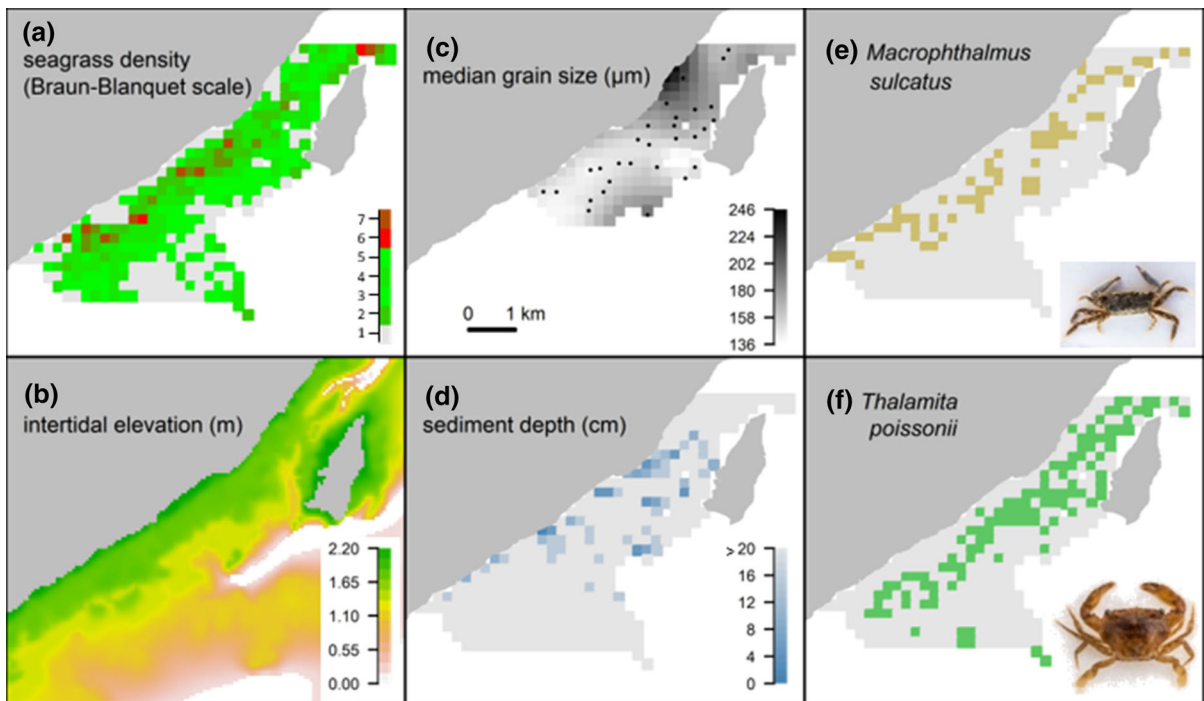 (a)
seagrass density
(Braun-Blanquet scale)
7
6
5
4
3
2
1
(c)
median grain size (µm)
0 1 km
246
224
202
180
158
136
(e) Macrophthalmus
sulcatus
(b)
intertidal elevation (m)
2.20
1.65
1.10
0.55
0.00
(d)
sediment depth (cm)
> 20
16
12
8
4
0
(f) Thalamita
poissonii